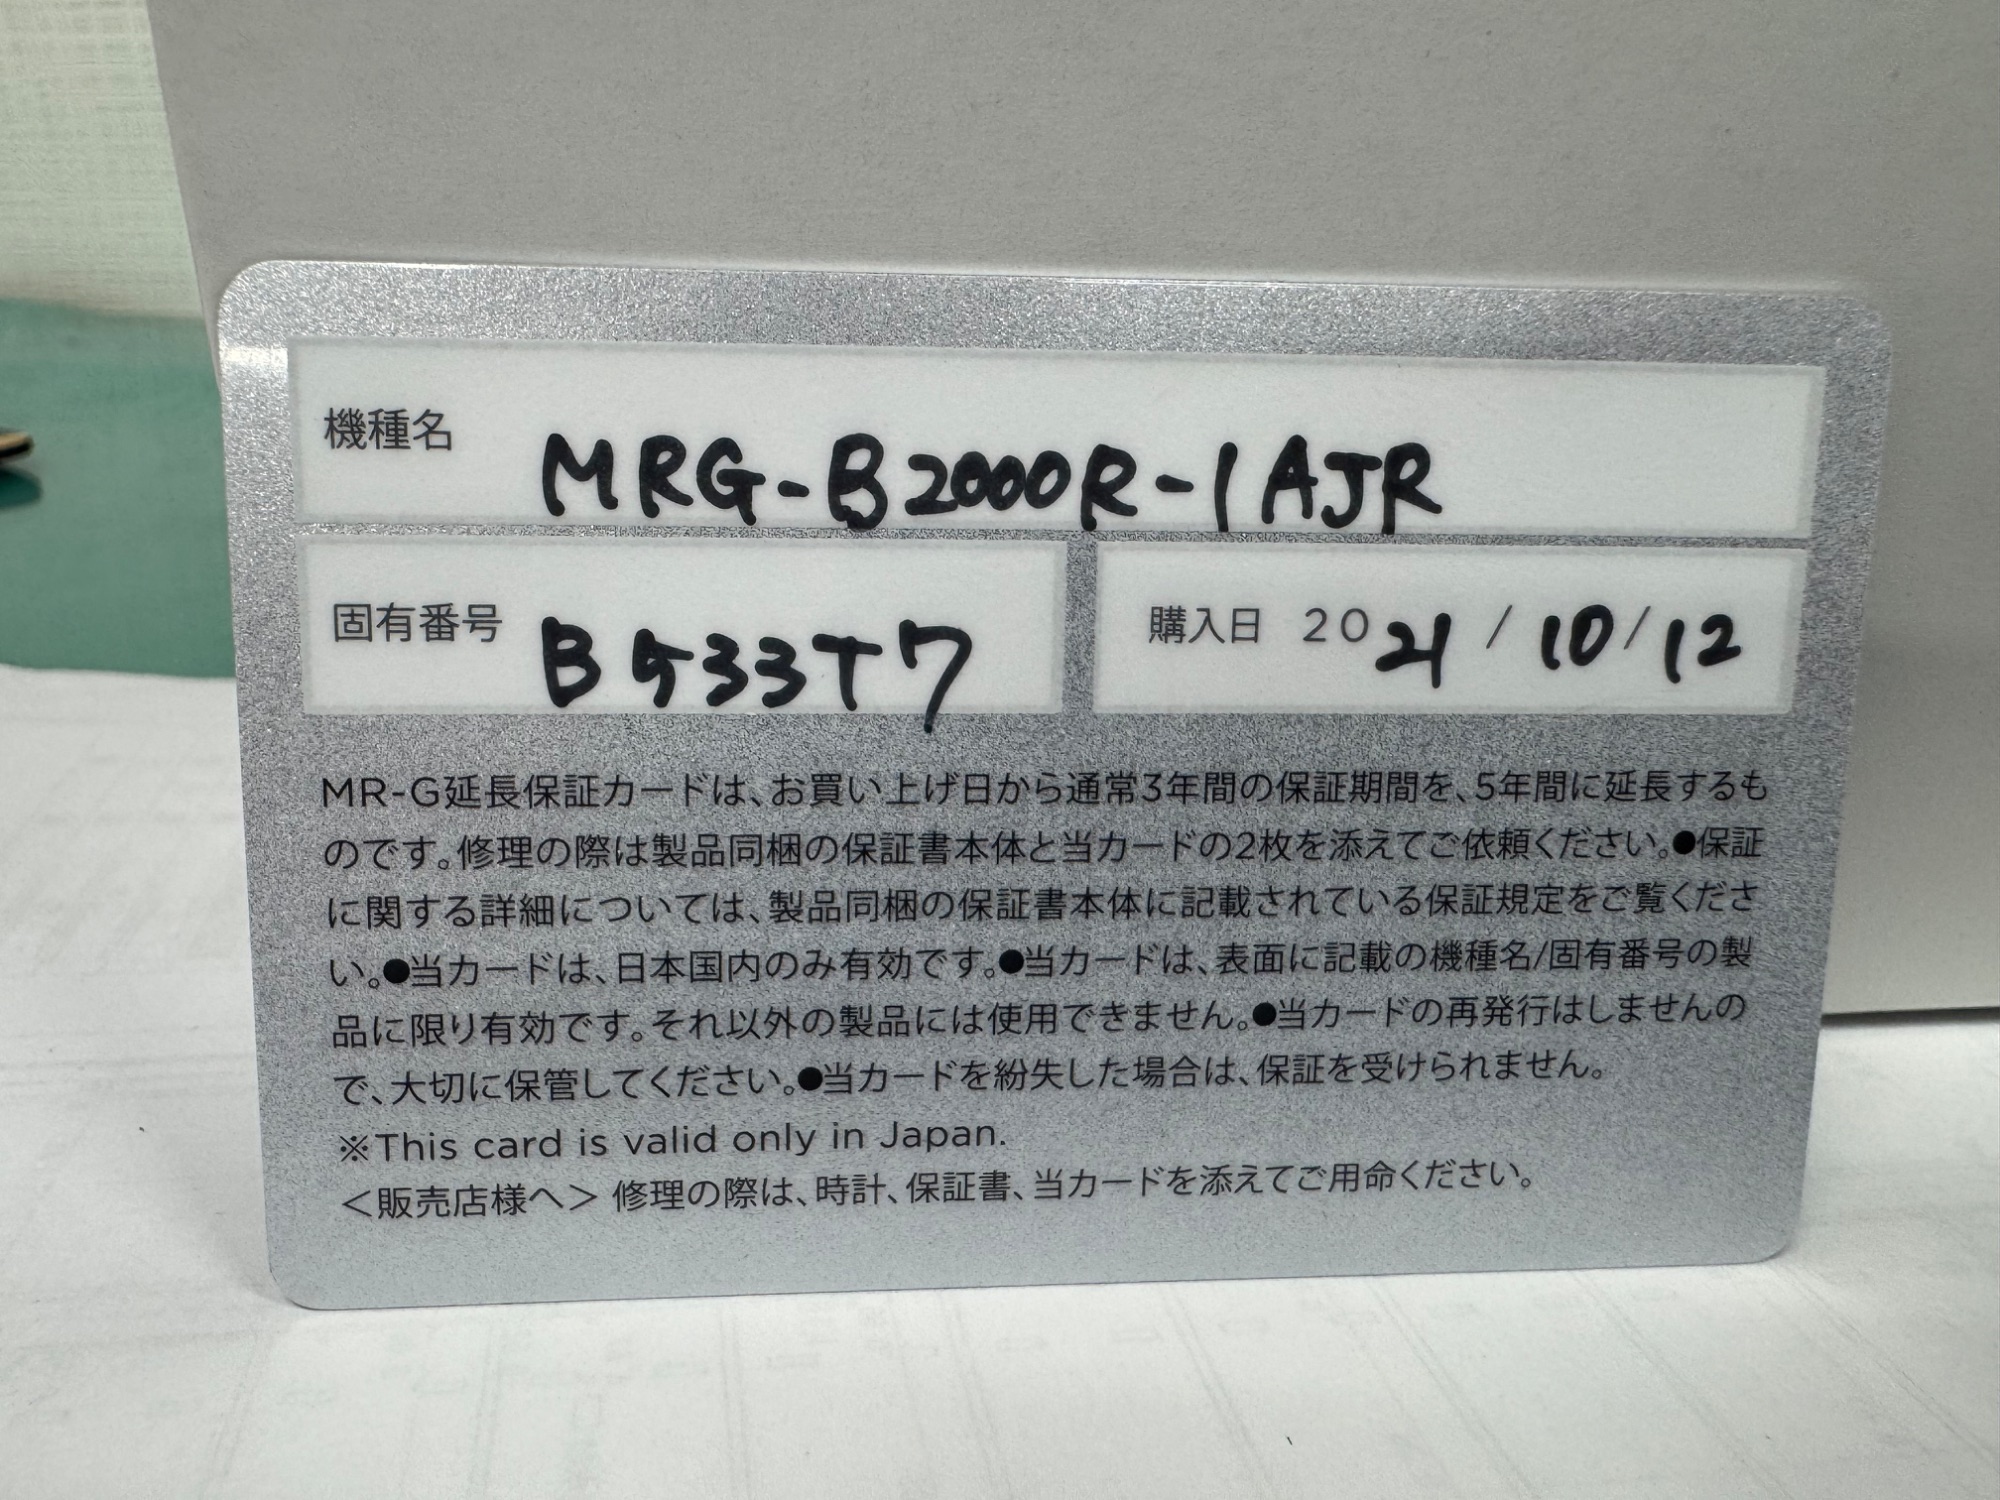 機種名 MRG-B2000R-1AJR
固有番号 B533T7 購入日 2021/10/12
MR-G延長保証カードは、お買い上げ日から通常3年間の保証期間を、5年間に延長するも
のです。修理の際は製品同梱の保証書本体と当カードの2枚を添えてご依頼ください。●保証
に関する詳細については、製品同梱の保証書本体に記載されている保証規定をご覧くださ
い。●当カードは、日本国内のみ有効です。●当カードは、表面に記載の機種名/固有番号の製
品に限り有効です。それ以外の製品には使用できません。●当カードの再発行はしませんの
で、大切に保管してください。●当カードを紛失した場合は、保証を受けられません。
※This card is valid only in Japan.
＜販売店様へ＞ 修理の際は、時計、保証書、当カードを添えてご用命ください。